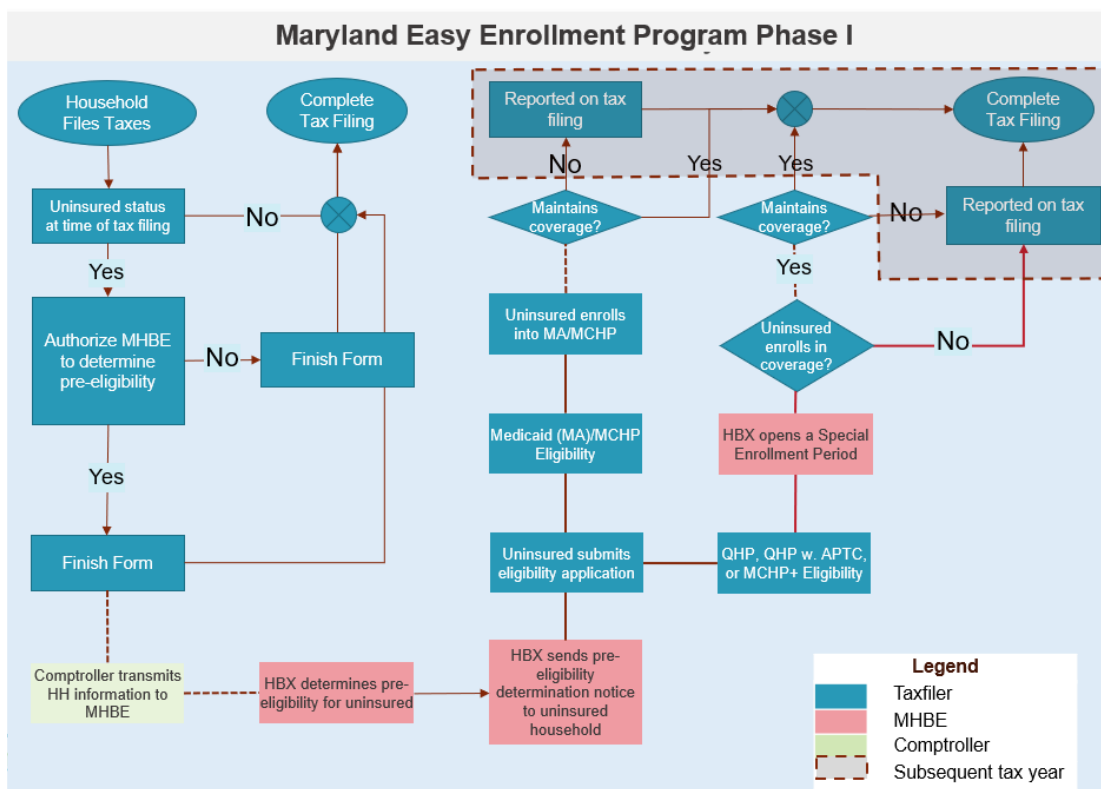 Maryland Easy Enrollment Program Phase I
Household
Files Taxes
Complete
Tax Filing
Reported on tax
filing
Complete
Tax Filing
No
Yes
Yes
Uninsured status
at time of tax filing
No
Maintains
coverage?
Maintains
coverage?
No
Reported on tax
filing
Yes
Yes
Authorize MHBE
to determine
pre-eligibility
No
Finish Form
Uninsured enrolls
into MA/MCHP
Uninsured
enrolls in
coverage?
No
Medicaid (MA)/MCHP
Eligibility
HBX opens a Special
Enrollment Period
Yes
Finish Form
Uninsured submits
eligibility application
QHP, QHP w. APTC,
or MCHP+ Eligibility
Comptroller transmits
HH information to
MHBE
HBX determines pre-
eligibility for uninsured
HBX sends pre-
eligibility
determination notice
to uninsured
household
Legend
Taxfiler
MHBE
Comptroller
Subsequent tax year